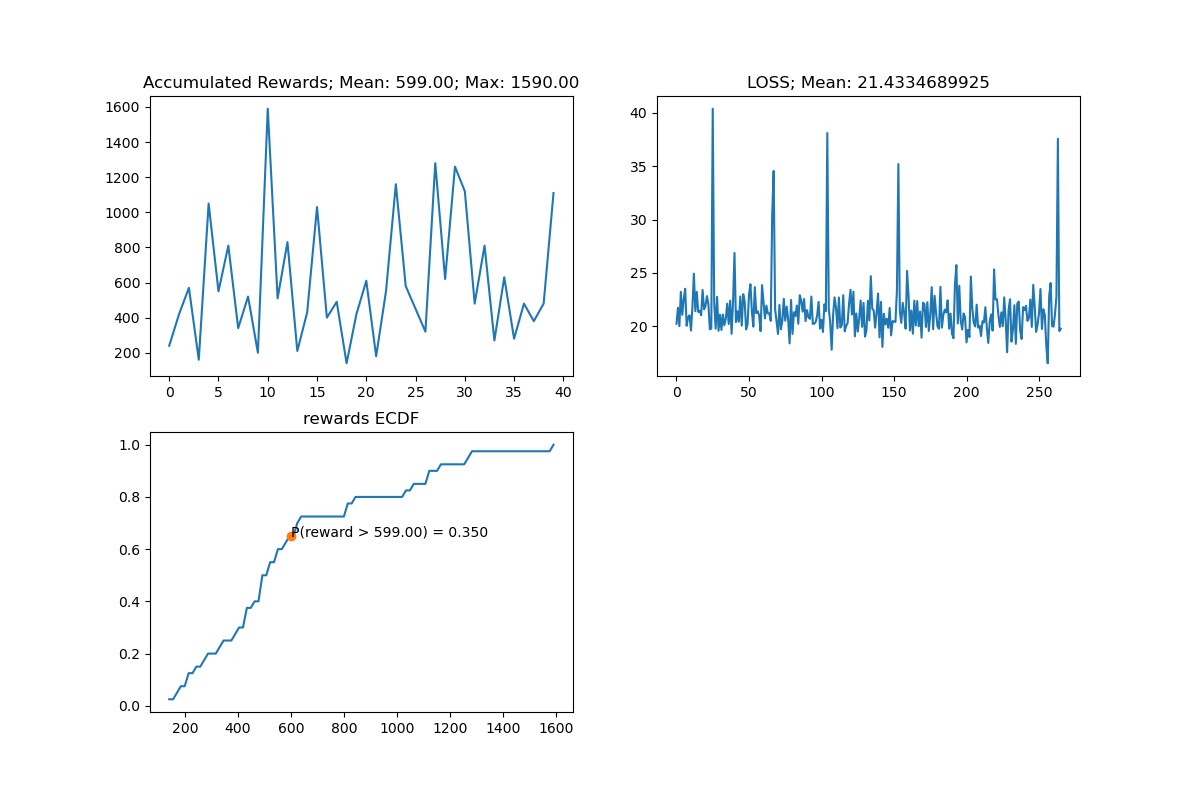 Accumulated Rewards; Mean: 599.00; Max: 1590.00
1600
1400
1200
1000
800
600
400
200
0 5 10 15 20 25 30 35 40
LOSS; Mean: 21.4334689925
40
35
30
25
20
0 50 100 150 200 250
rewards ECDF
1.0
0.8
0.6
0.4
0.2
0.0
P(reward > 599.00) = 0.350
200 400 600 800 1000 1200 1400 1600